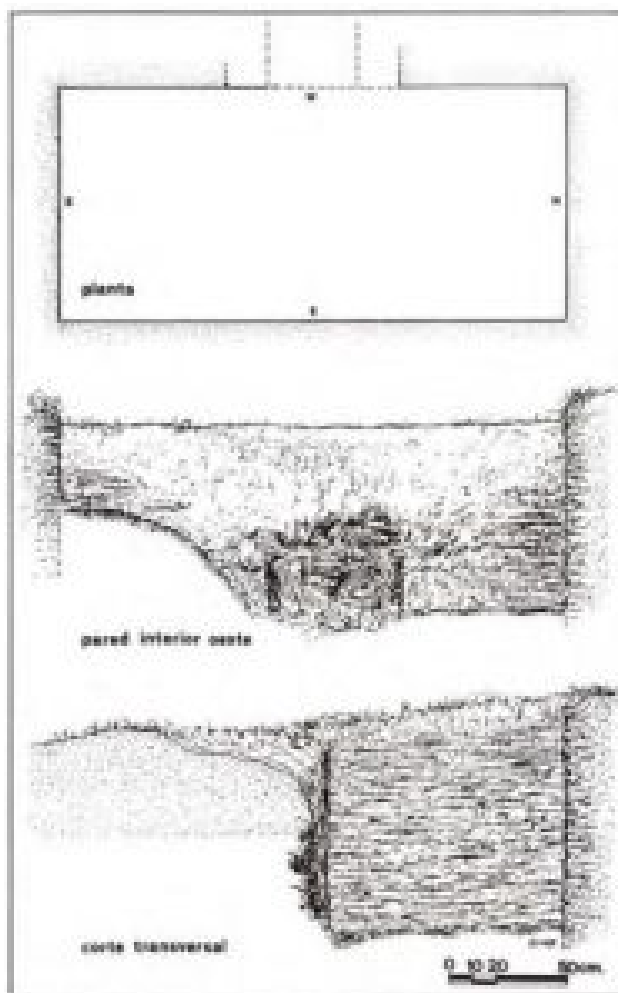 planta
pared interior oeste
corte transversal
0 10 20 50cm.